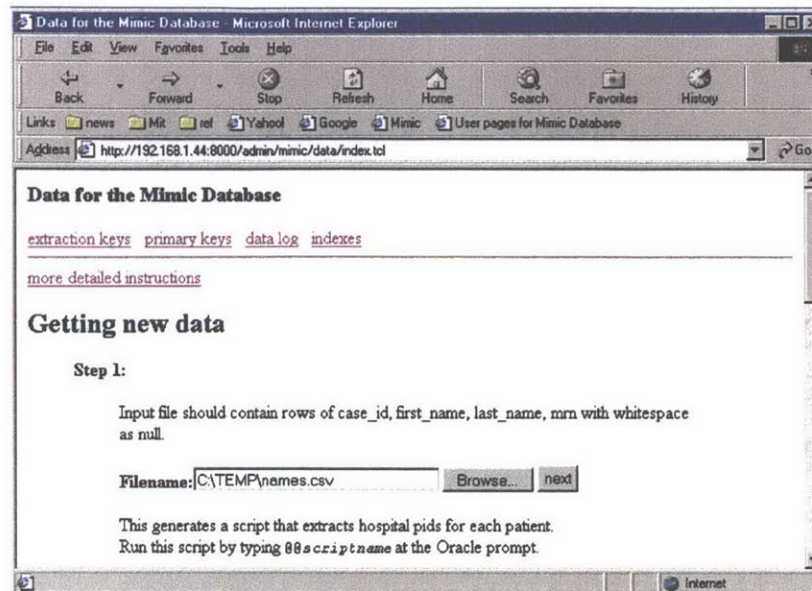 Data for the Mimic Database - Microsoft Internet Explorer
File Edit View Favorites Tools Help
Back Forward Stop Refresh Home Search Favorites History
Links news Mit ref Yahoo! Google Mimic User pages for Mimic Database
Address http://192.168.1.44:8000/admin/mimic/data/index.tcl Go
Data for the Mimic Database
extraction keys primary keys data log indexes
more detailed instructions
Getting new data
Step 1:
Input file should contain rows of case_id, first_name, last_name, mrn with whitespace
as null.
Filename: C:\TEMP\names.csv Browse... next
This generates a script that extracts hospital pids for each patient.
Run this script by typing @@scriptname at the Oracle prompt.
Internet